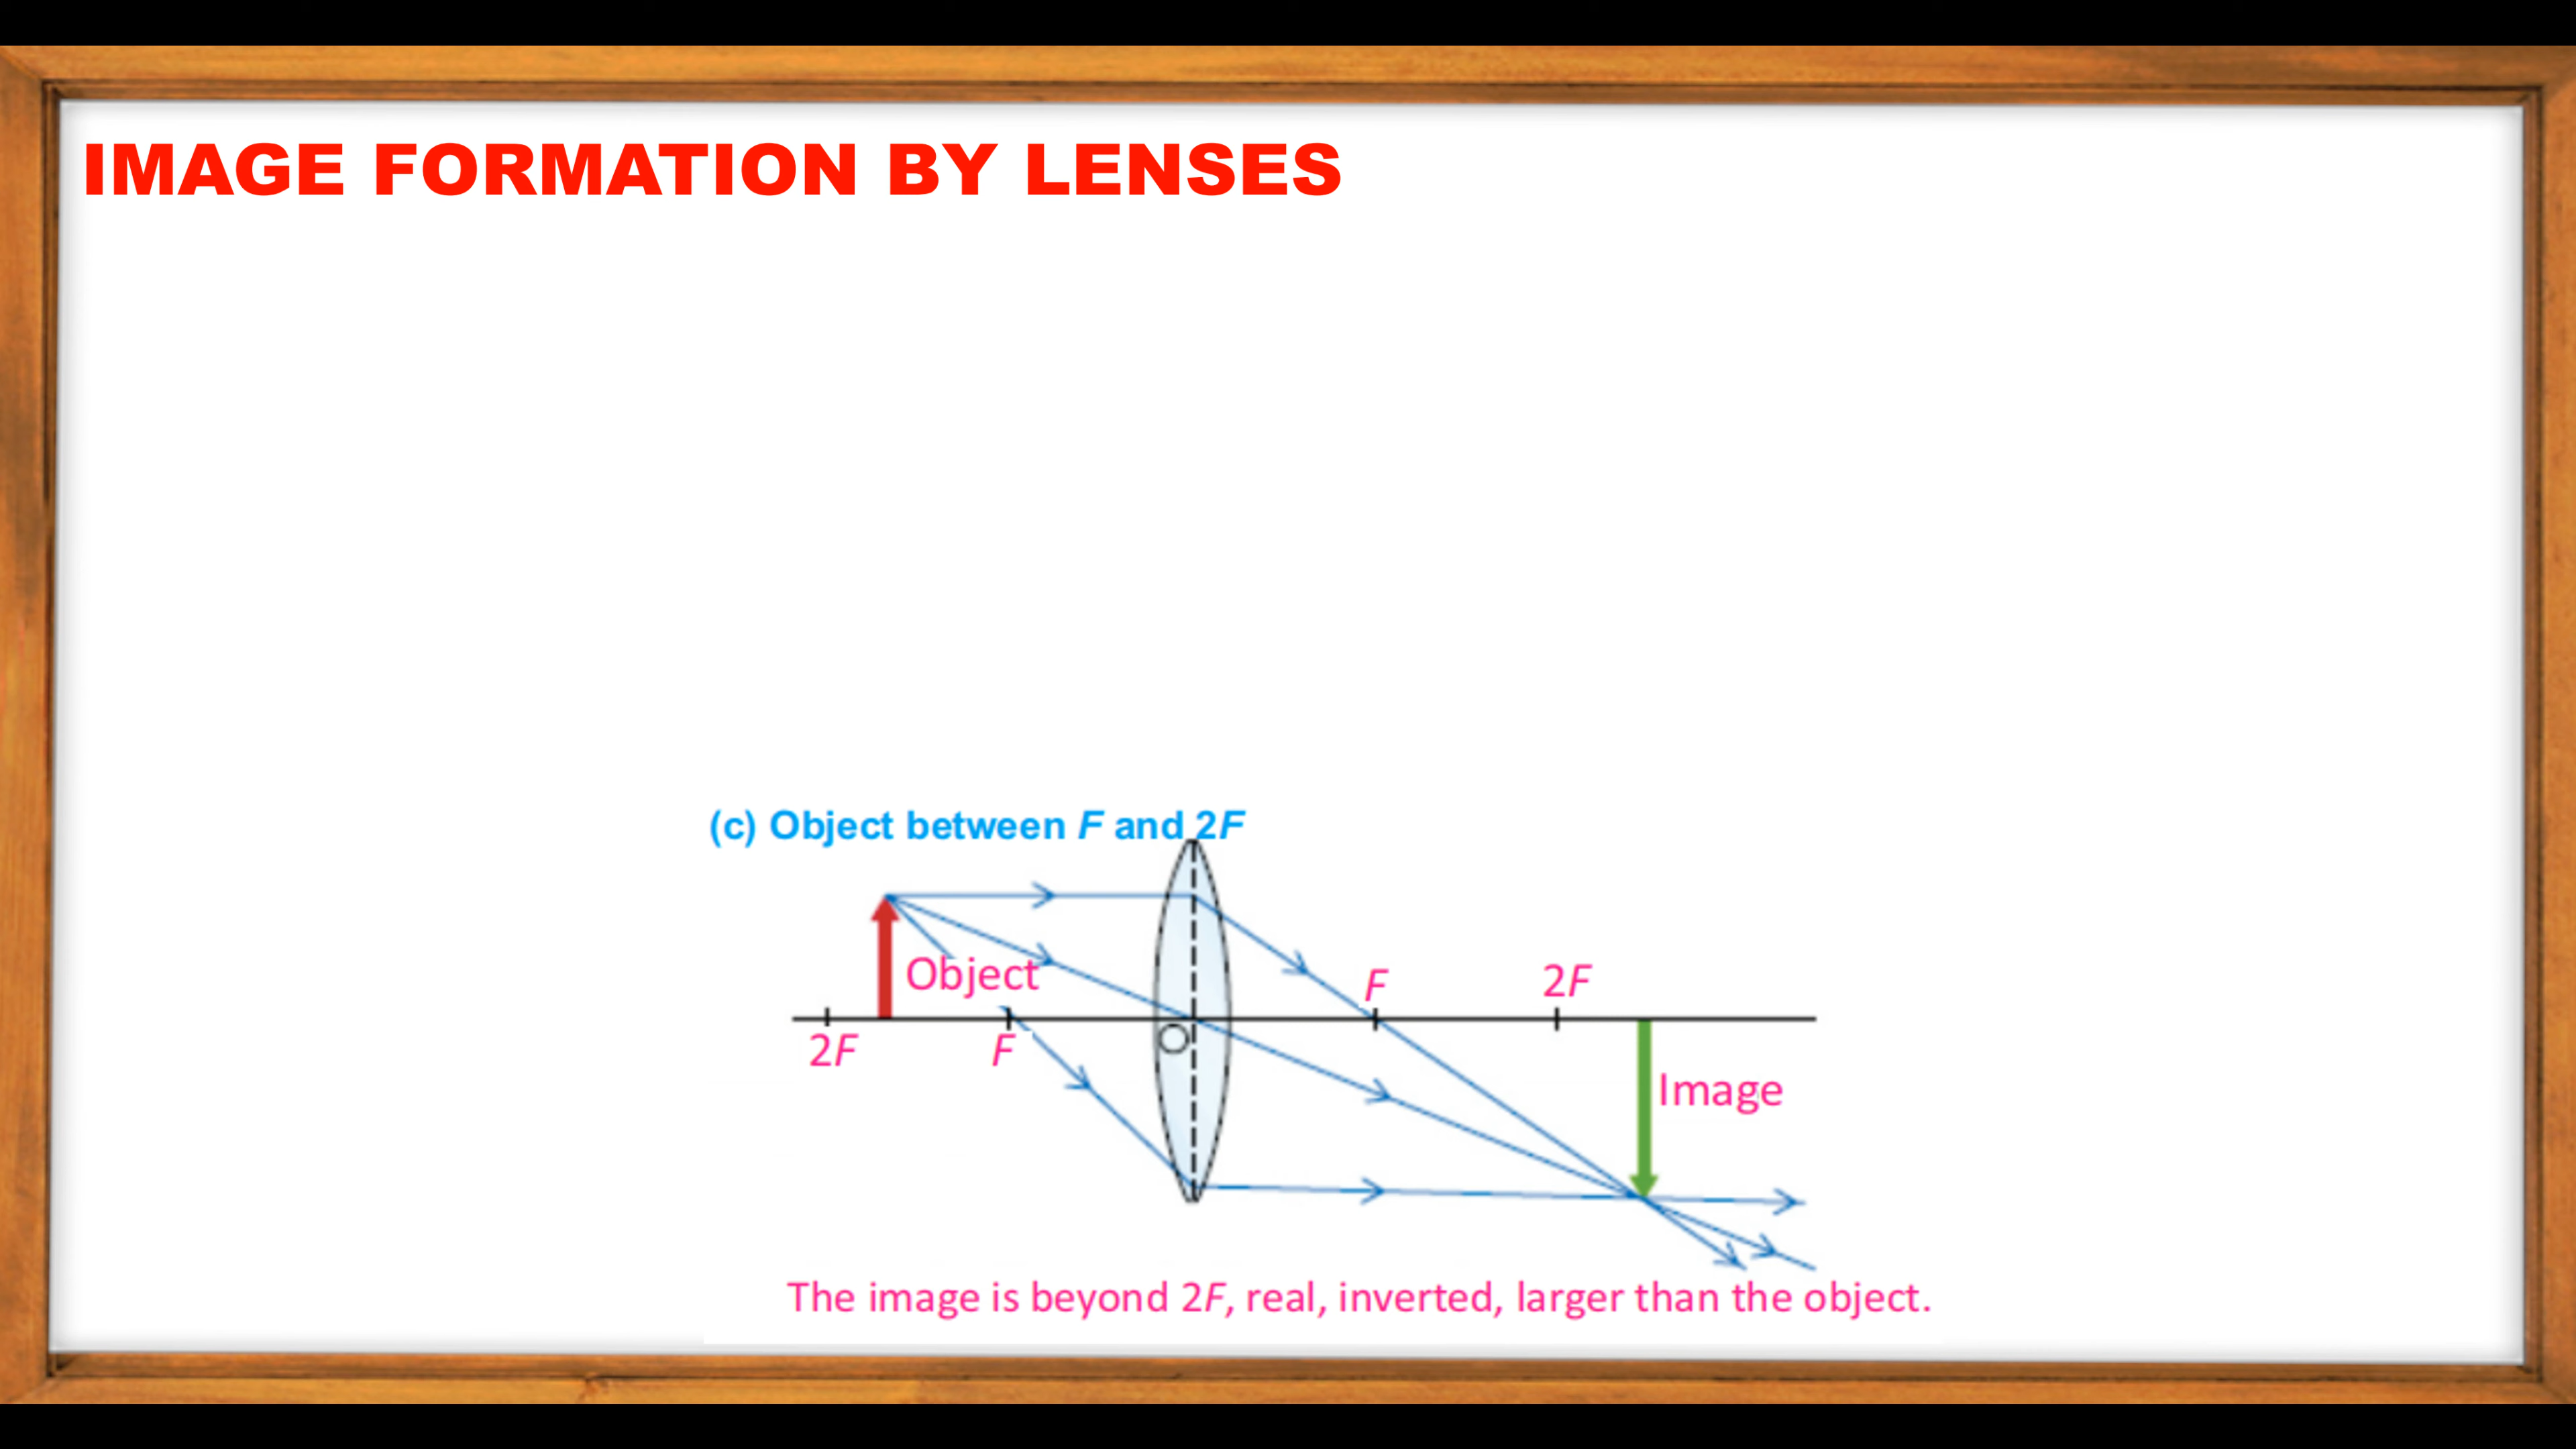 IMAGE FORMATION BY LENSES
(c) Object between F and 2F
Object
F
2F
2F
F
O
Image
The image is beyond 2F, real, inverted, larger than the object.